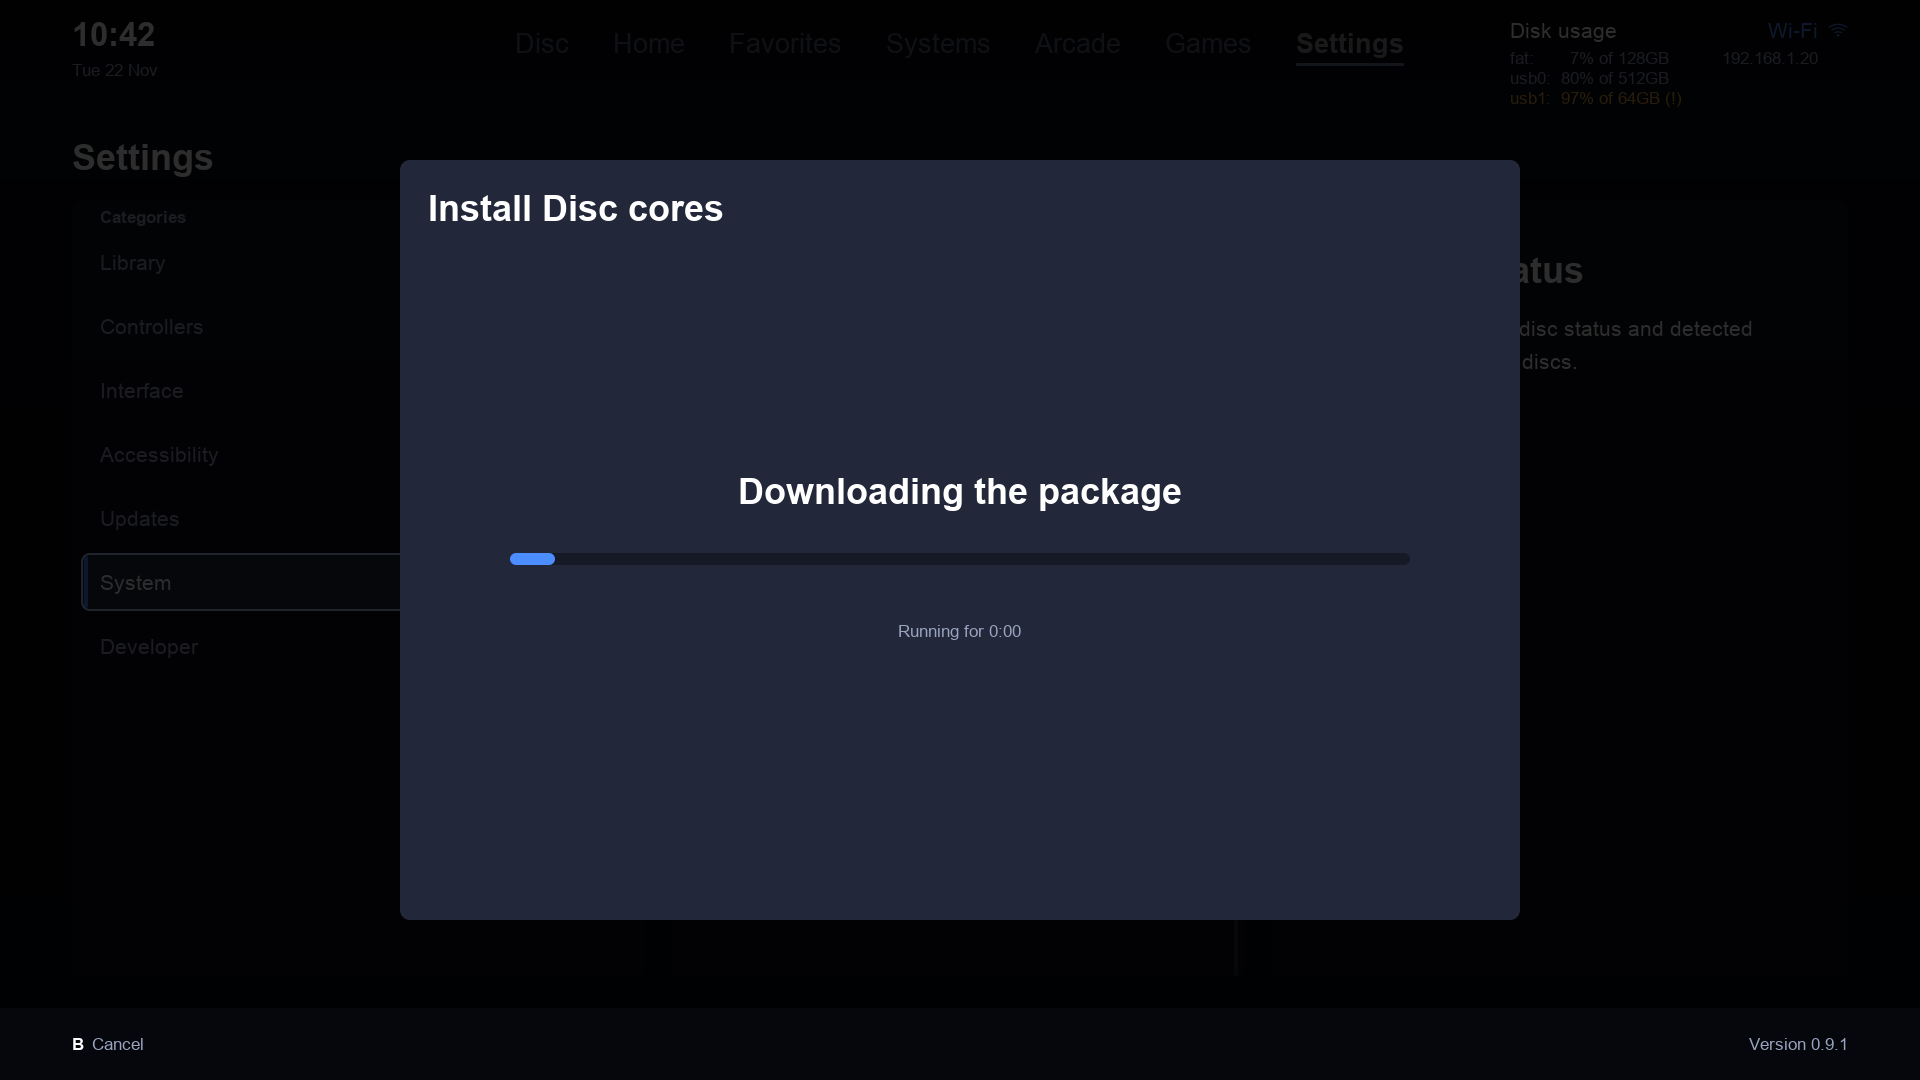 10:42
Tue 22 Nov
Disc Home Favorites Systems Arcade Games Settings
Disk usage
fat: 7% of 128GB
usb0: 80% of 512GB
usb1: 97% of 64GB (!)
Wi-Fi
192.168.1.20
Settings
Categories
Library
Controllers
Interface
Accessibility
Updates
System
Developer
Install Disc cores
Downloading the package
Running for 0:00
atus
disc status and detected
discs.
B Cancel
Version 0.9.1